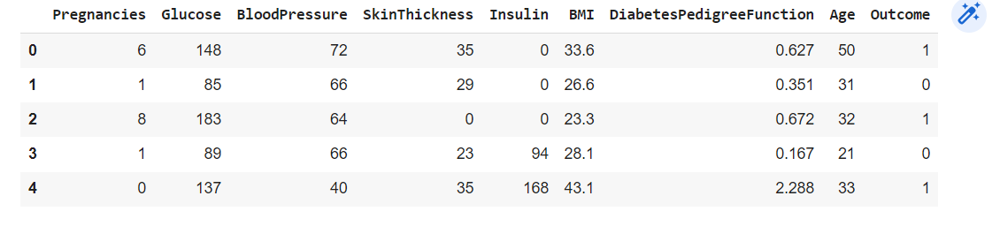 Pregnancies Glucose BloodPressure SkinThickness Insulin BMI DiabetesPedigreeFunction Age Outcome
0 6 148 72 35 0 33.6 0.627 50 1
1 1 85 66 29 0 26.6 0.351 31 0
2 8 183 64 0 0 23.3 0.672 32 1
3 1 89 66 23 94 28.1 0.167 21 0
4 0 137 40 35 168 43.1 2.288 33 1